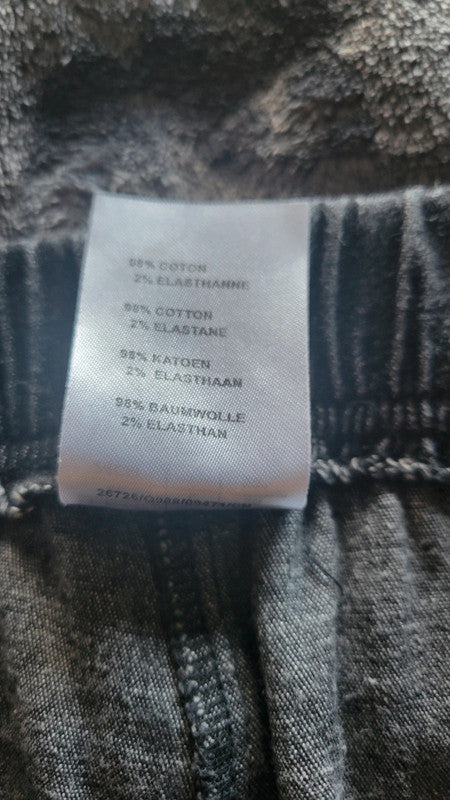 98% COTON
2% ELASTHANNE
98% COTTON
2% ELASTANE
98% KATOEN
2% ELASTHAAN
98% BAUMWOLLE
2% ELASTHAN